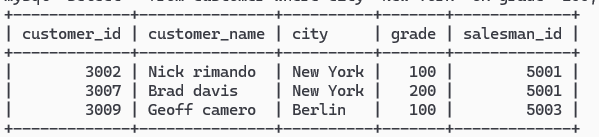 +-------------+---------------+----------+-------+-------------+
| customer_id | customer_name | city     | grade | salesman_id |
+-------------+---------------+----------+-------+-------------+
|        3002 | Nick rimando  | New York |   100 |        5001 |
|        3007 | Brad davis    | New York |   200 |        5001 |
|        3009 | Geoff camero  | Berlin   |   100 |        5003 |
+-------------+---------------+----------+-------+-------------+